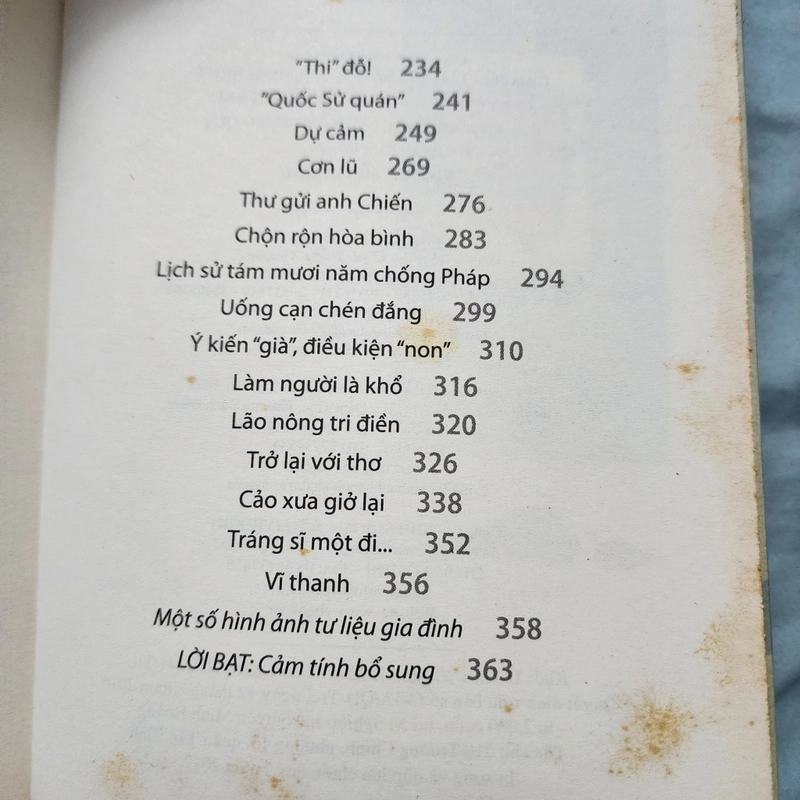 "Thi" đỗ! 234
"Quốc Sử quán" 241
Dự cảm 249
Cơn lũ 269
Thư gửi anh Chiến 276
Chộn rộn hòa bình 283
Lịch sử tám mươi năm chống Pháp 294
Uống cạn chén đắng 299
Ý kiến "già", điều kiện "non" 310
Làm người là khổ 316
Lão nông tri điền 320
Trở lại với thơ 326
Cảo xưa giở lại 338
Tráng sĩ một đi... 352
Vĩ thanh 356
Một số hình ảnh tư liệu gia đình 358
LỜI BẠT: Cảm tính bổ sung 363